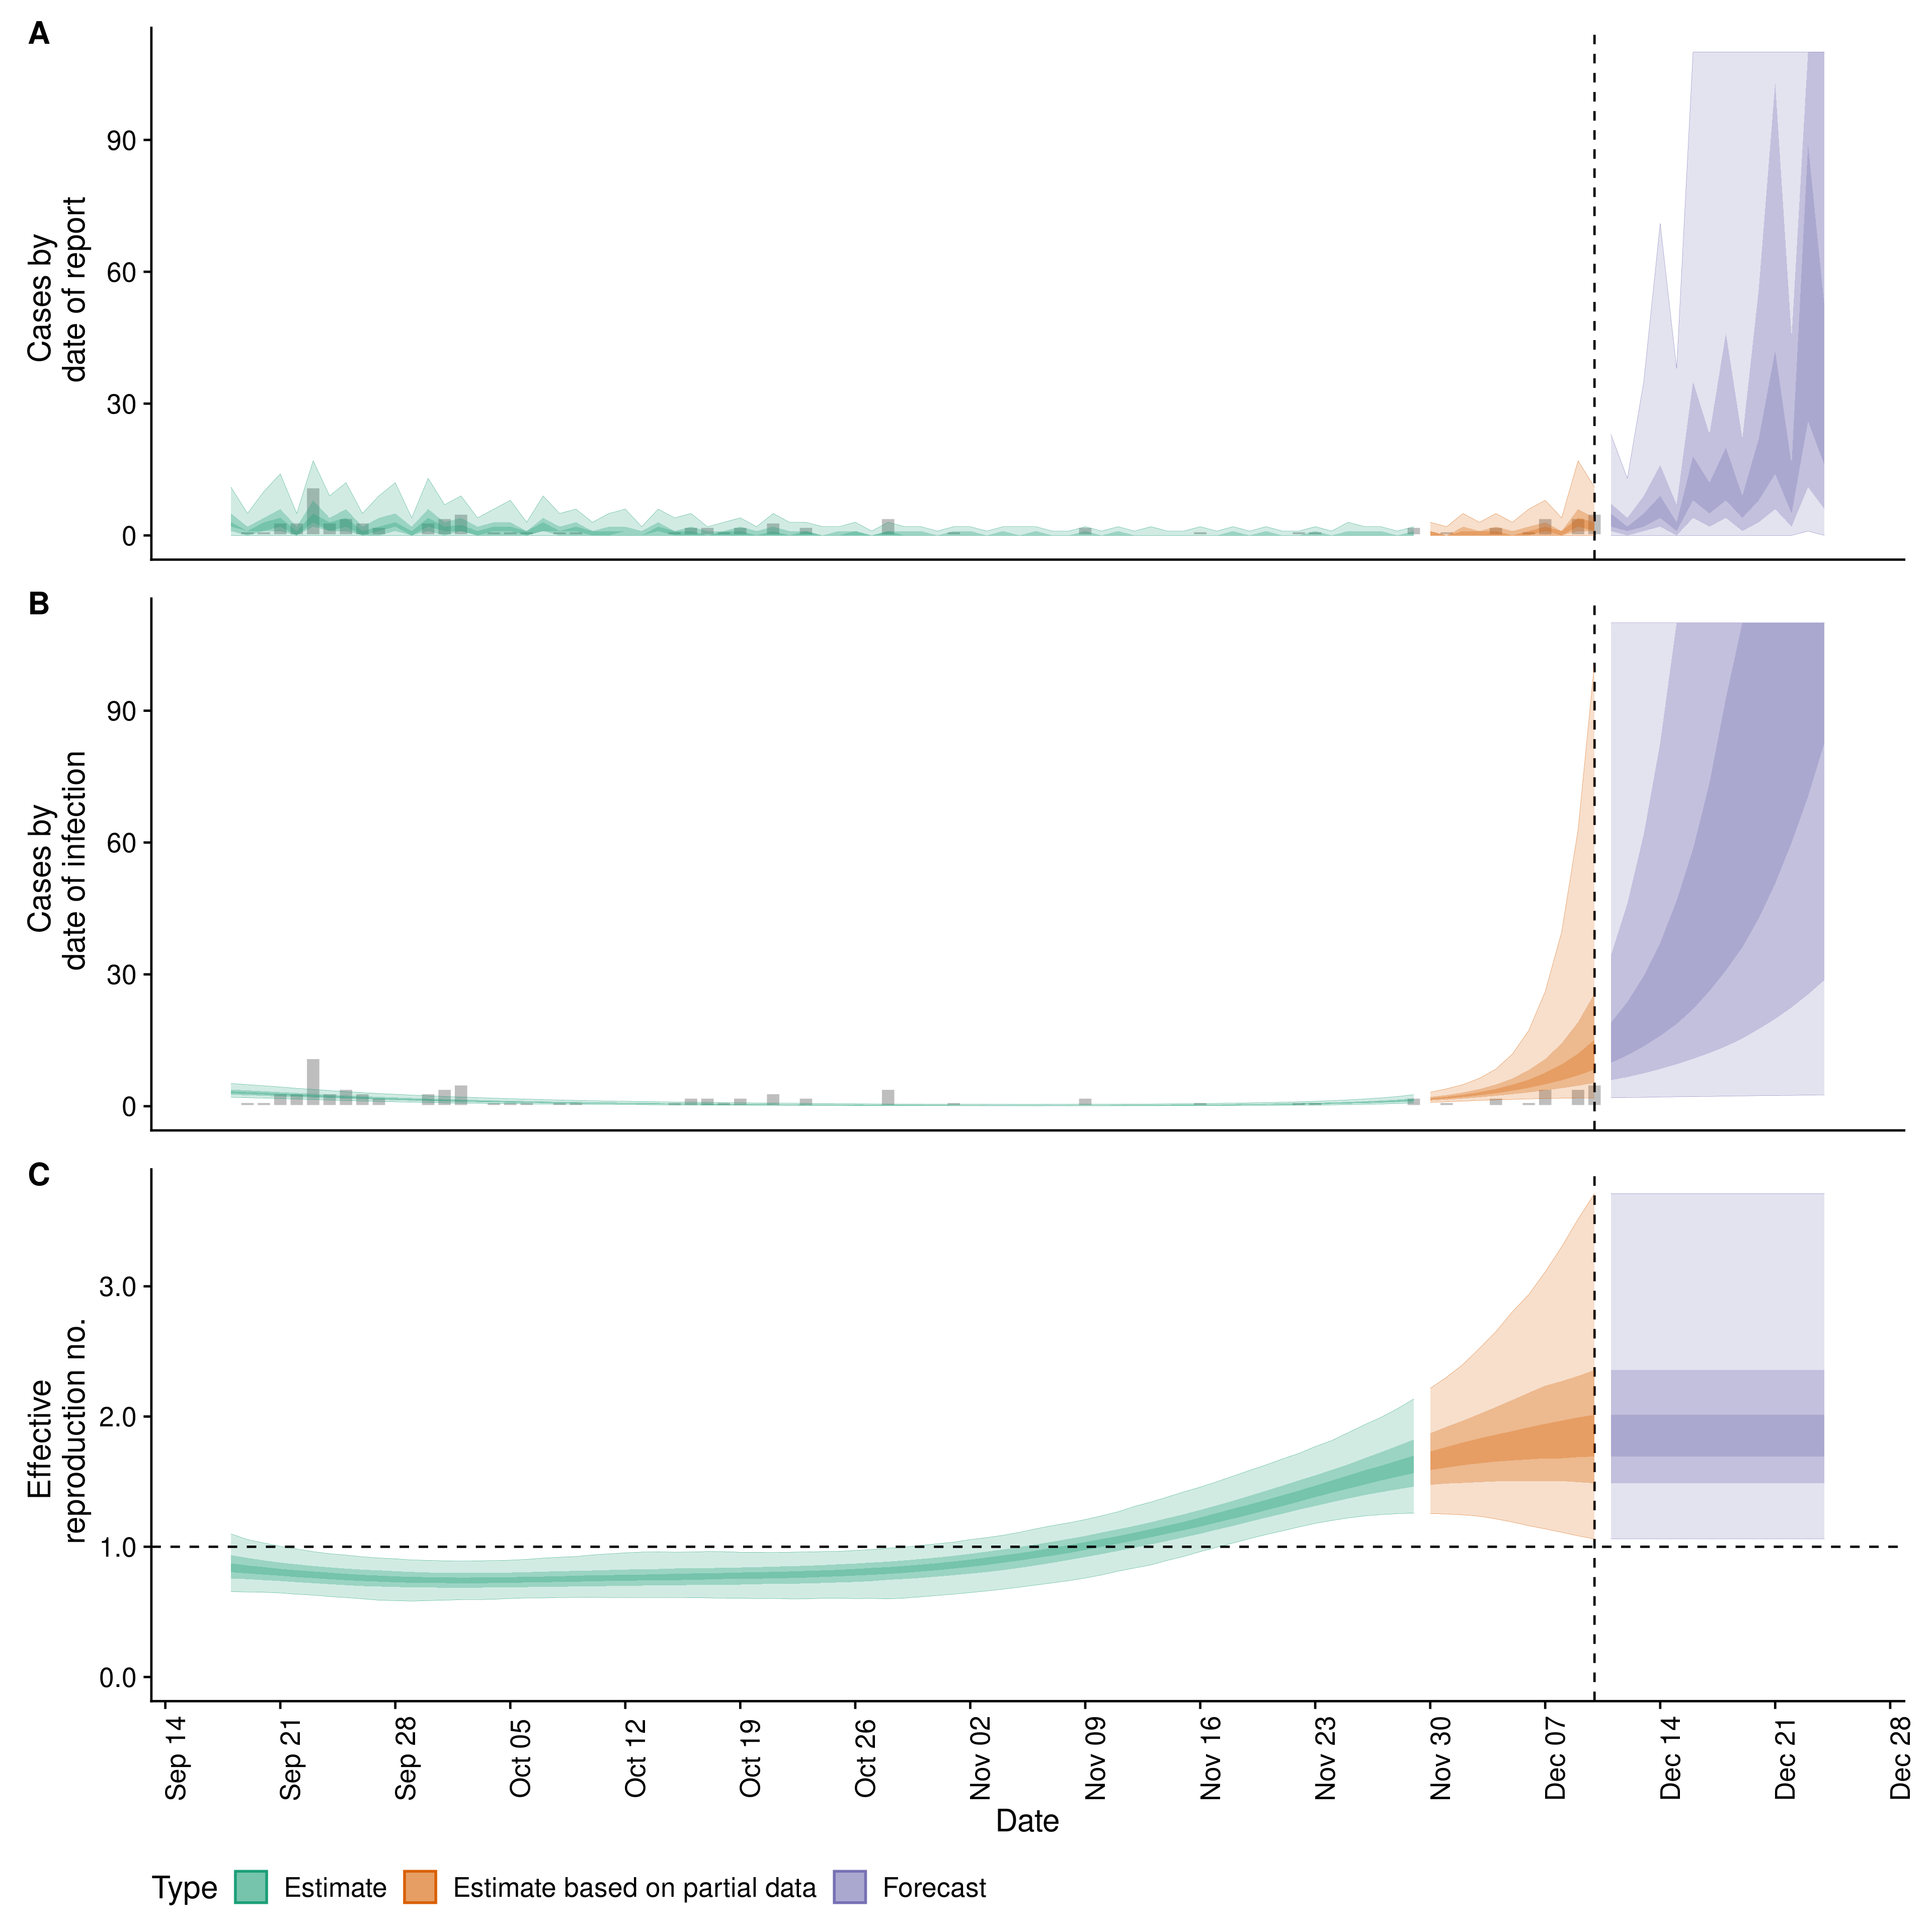 A
Cases by
date of report
90
60
30
0
B
Cases by
date of infection
90
60
30
0
C
Effective
reproduction no.
3.0
2.0
1.0
0.0
Sep 14
Sep 21
Sep 28
Oct 05
Oct 12
Oct 19
Oct 26
Nov 02
Nov 09
Nov 16
Nov 23
Nov 30
Dec 07
Dec 14
Dec 21
Dec 28
Date
Type Estimate Estimate based on partial data Forecast